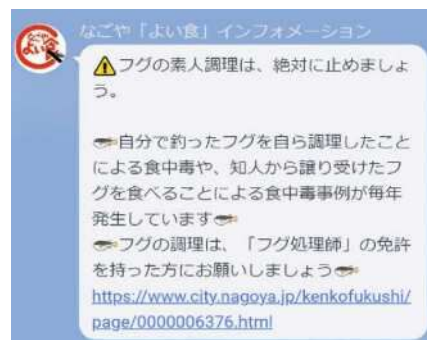 よい食
なごや「よい食」インフォメーション
⚠フグの素人調理は、絶対に止めましょ
う。
🐡自分で釣ったフグを自ら調理したこと
による食中毒や、知人から譲り受けたフ
グを食べることによる食中毒事例が毎年
発生しています🐡
🐡フグの調理は、「フグ処理師」の免許
を持った方にお願いしましょう🐡
https://www.city.nagoya.jp/kenkofukushi/
page/0000006376.html